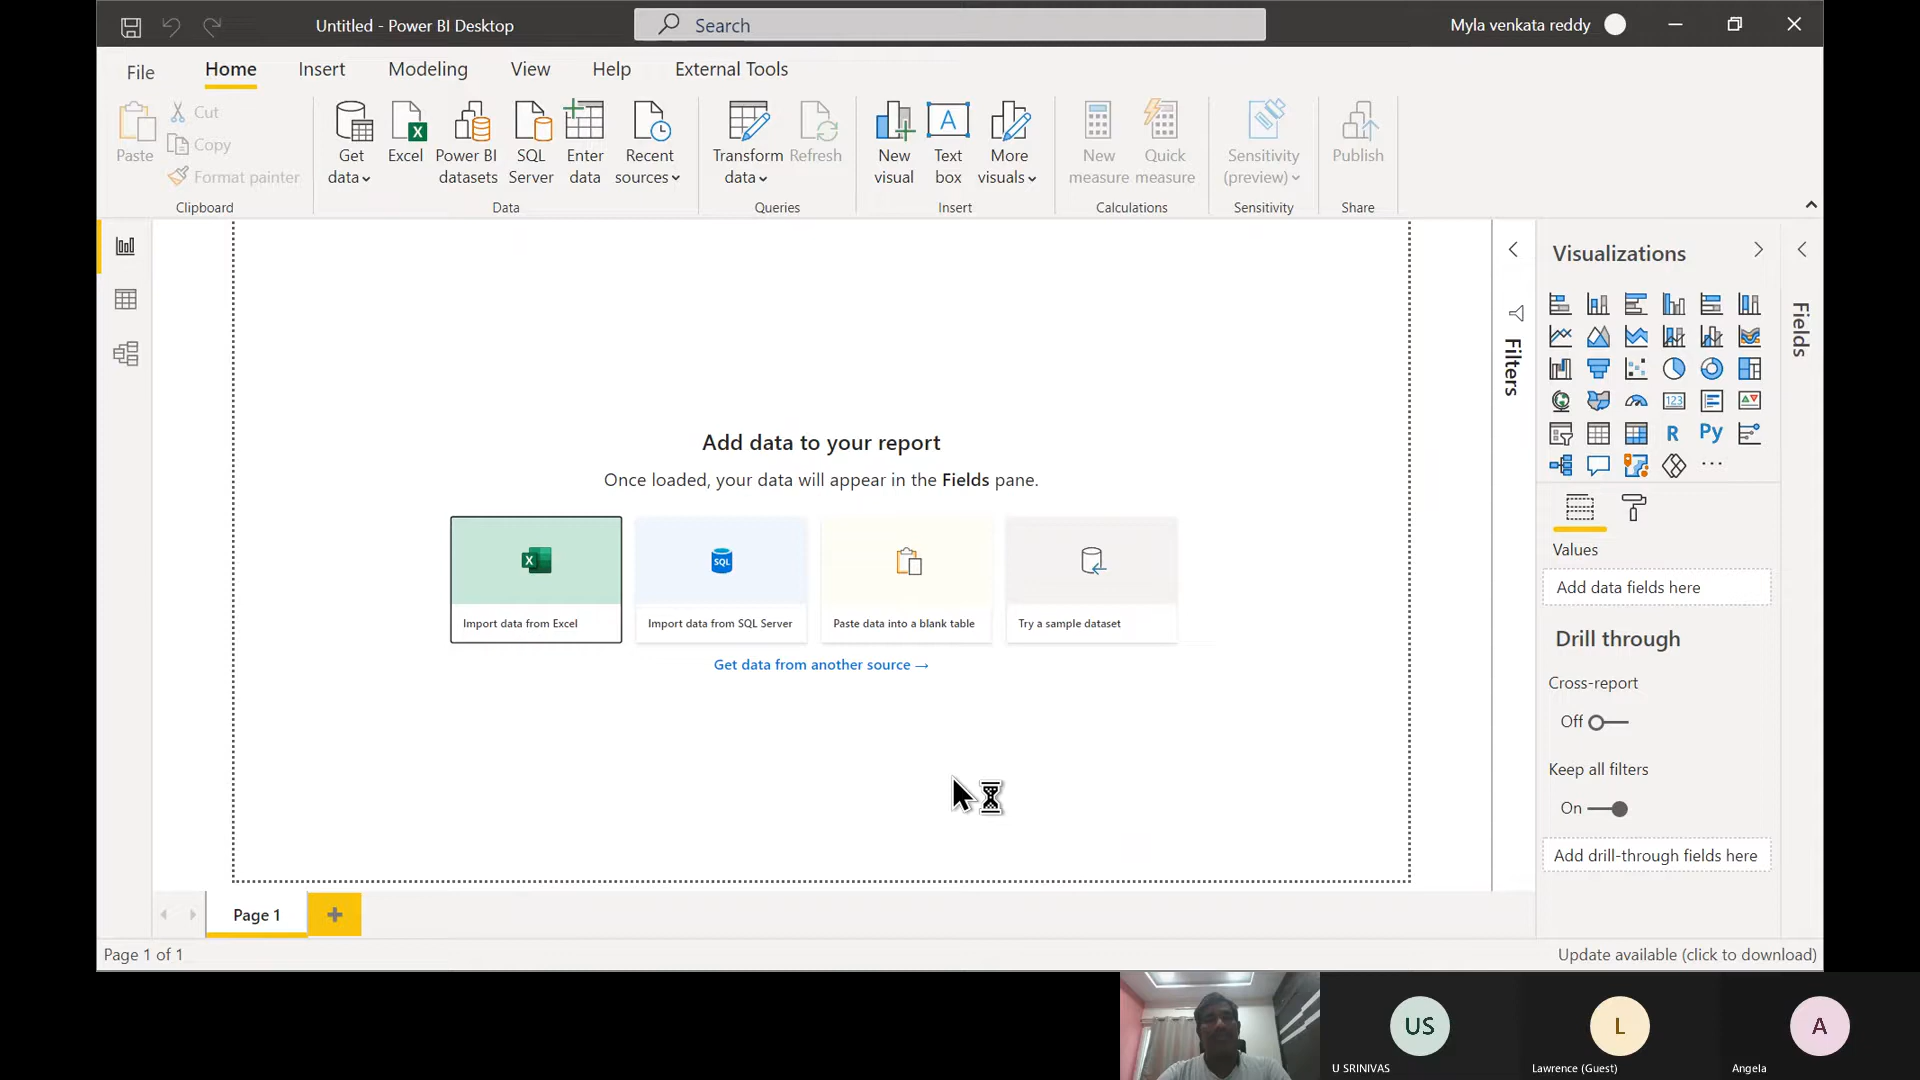 Untitled - Power BI Desktop
Search
Myla venkata reddy
File
Home
Insert
Modeling
View
Help
External Tools
Paste
Cut
Copy
Format painter
Clipboard
Get data
Excel
Power BI datasets
SQL Server
Enter data
Recent sources
Data
Transform data
Refresh
Queries
New visual
A
Text box
More visuals
Insert
New measure
Quick measure
Calculations
Sensitivity (preview)
Sensitivity
Publish
Share
Add data to your report
Once loaded, your data will appear in the Fields pane.
X
SQL
Import data from Excel
Import data from SQL Server
Paste data into a blank table
Try a sample dataset
Get data from another source →
Filters
Visualizations
123
R
Py
...
Values
Add data fields here
Drill through
Cross-report
Off
Keep all filters
On
Add drill-through fields here
Fields
Page 1
+
Page 1 of 1
Update available (click to download)
US
L
A
U SRINIVAS
Lawrence (Guest)
Angela